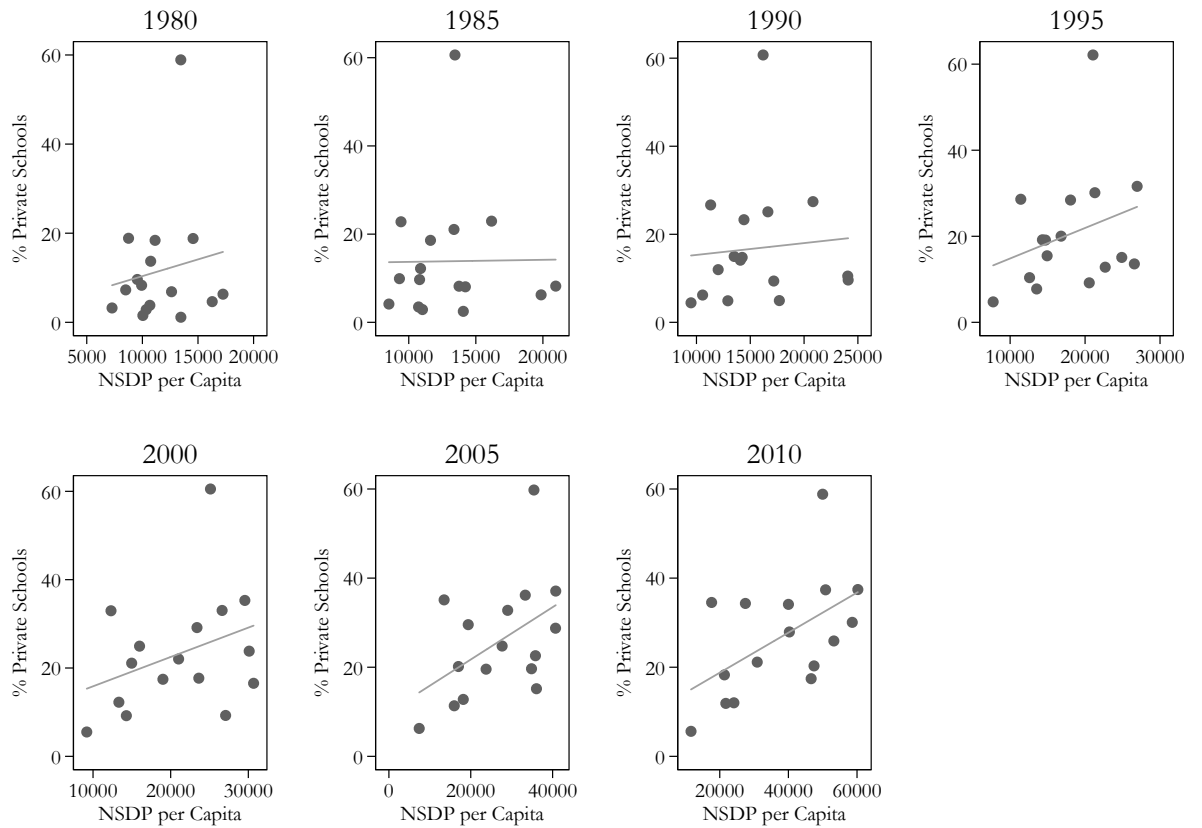 1980
% Private Schools
60
40
20
0
5000 10000 15000 20000
NSDP per Capita
1985
% Private Schools
60
40
20
0
10000 15000 20000
NSDP per Capita
1990
% Private Schools
60
40
20
0
10000 15000 20000 25000
NSDP per Capita
1995
% Private Schools
60
40
20
0
10000 20000 30000
NSDP per Capita
2000
% Private Schools
60
40
20
0
10000 20000 30000
NSDP per Capita
2005
% Private Schools
60
40
20
0
0 20000 40000
NSDP per Capita
2010
% Private Schools
60
40
20
0
20000 40000 60000
NSDP per Capita